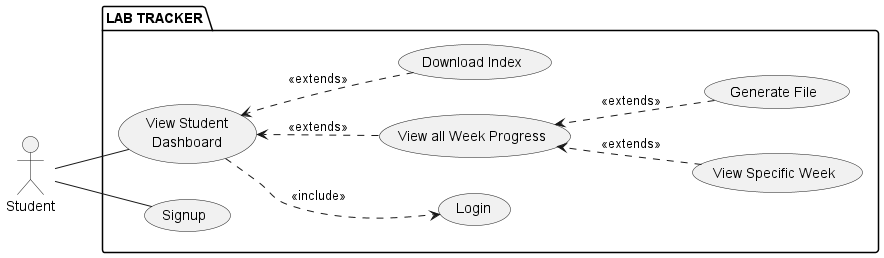 LAB TRACKER
Download Index
«extends»
Generate File
«extends»
View Student
Dashboard
«extends»
View all Week Progress
«extends»
View Specific Week
Student
«include»
Signup
Login